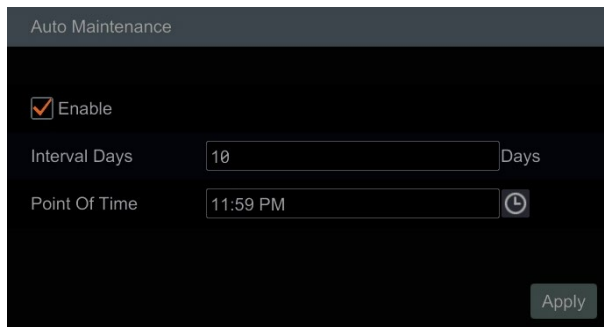 Auto Maintenance
Enable
Interval Days 10 Days
Point Of Time 11:59 PM
Apply